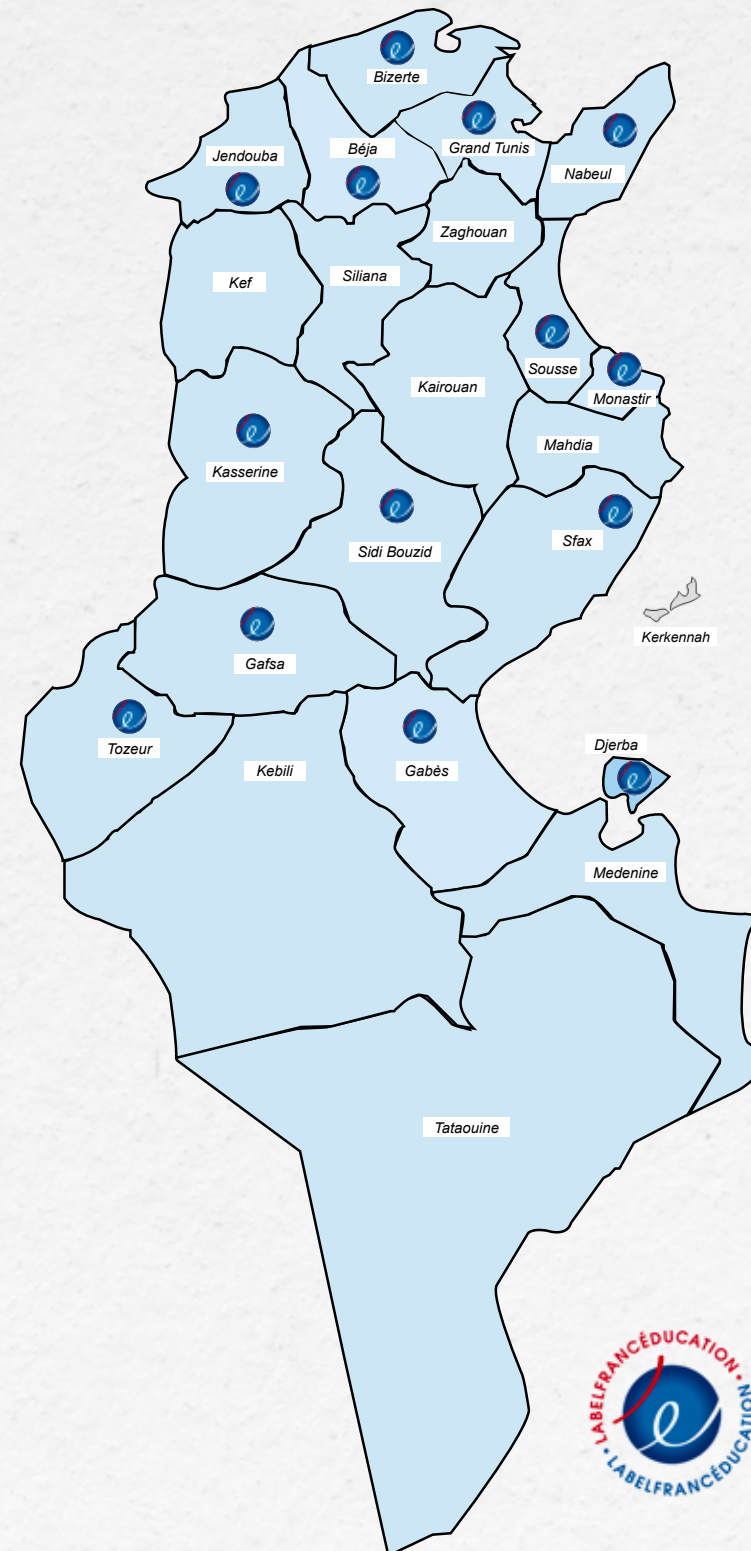 Bizerte
Jendouba
Béja
Grand Tunis
Nabeul
Zaghouan
Kef
Siliana
Sousse
Kairouan
Monastir
Mahdia
Kasserine
Sidi Bouzid
Sfax
Kerkennah
Gafsa
Tozeur
Kebili
Gabès
Djerba
Medenine
Tataouine
• LABELFRANCÉDUCATION •
LABELFRANCÉDUCATION